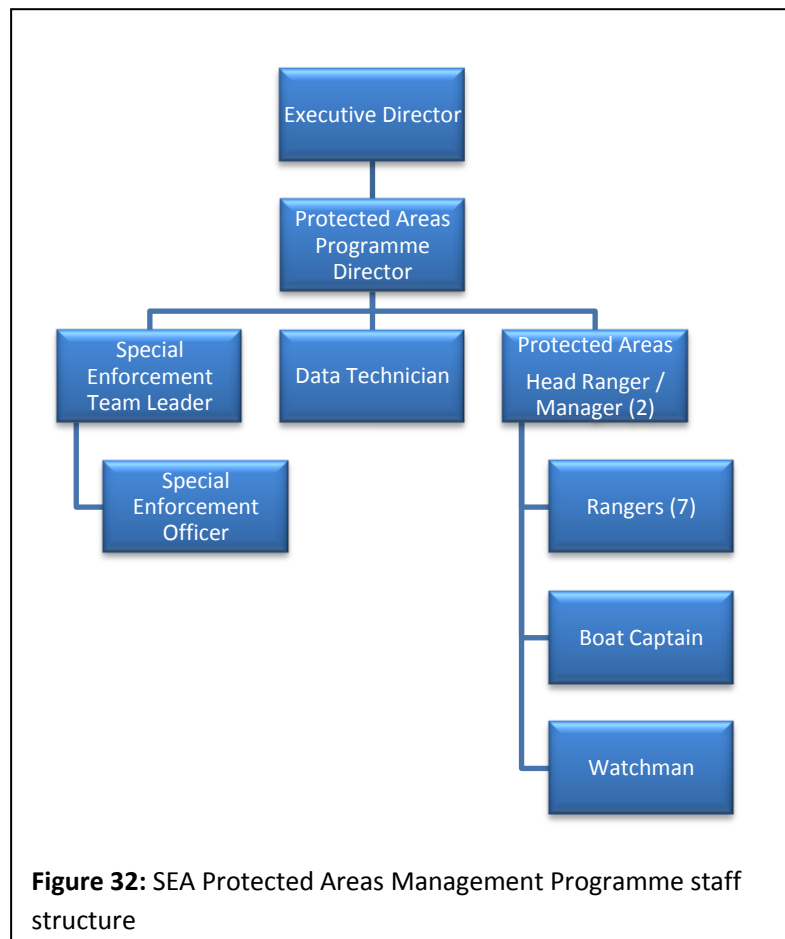 Executive Director
Protected Areas
Programme
Director
Special
Enforcement
Team Leader
Data Technician
Protected Areas
Head Ranger /
Manager (2)
Special
Enforcement
Officer
Rangers (7)
Boat Captain
Watchman
Figure 32: SEA Protected Areas Management Programme staff
structure